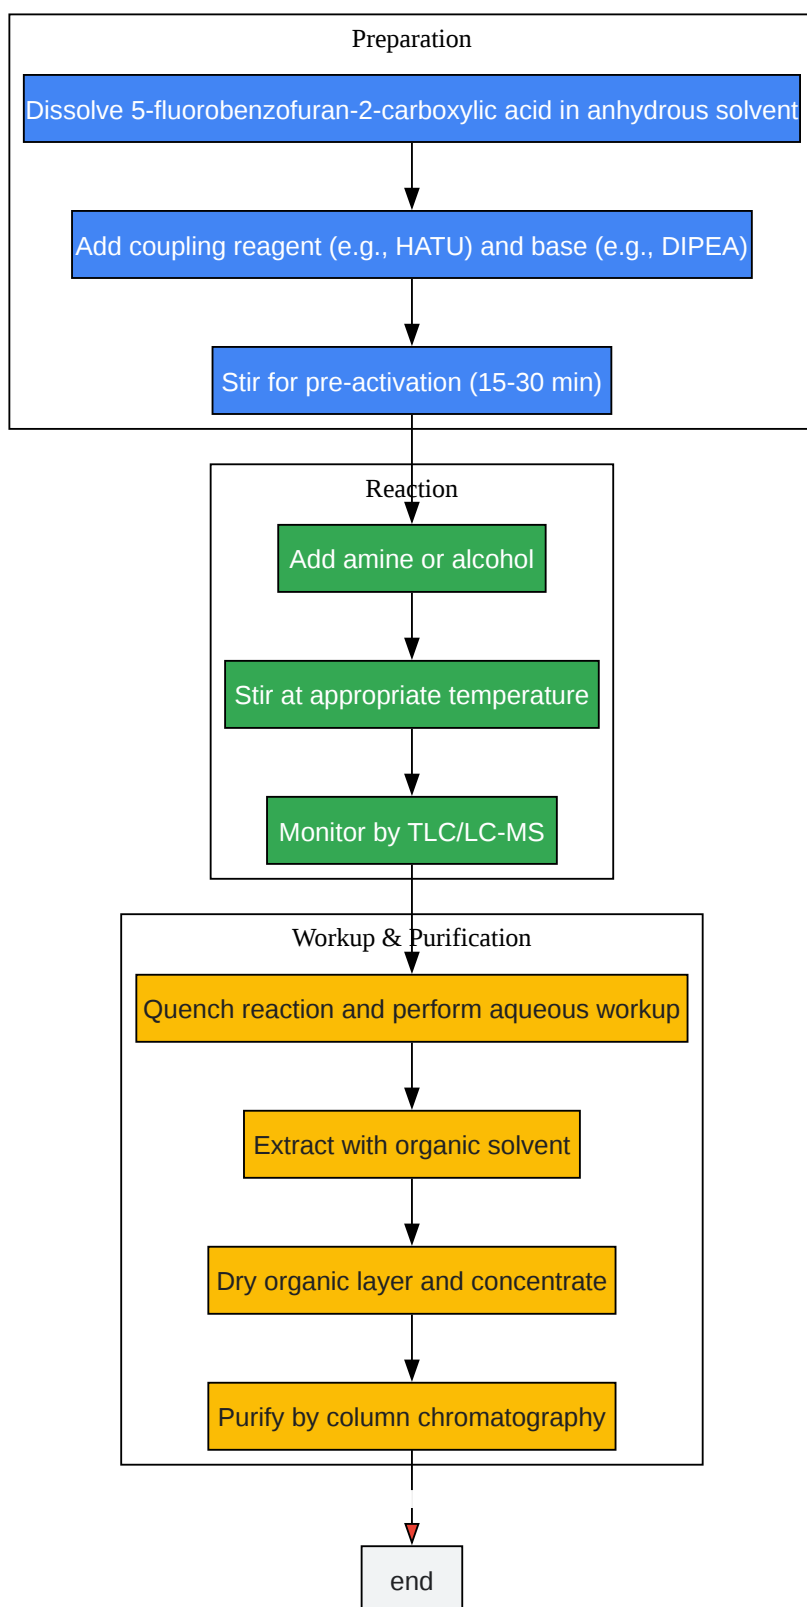 Preparation
Dissolve 5-fluorobenzofuran-2-carboxylic acid in anhydrous solvent
Add coupling reagent (e.g., HATU) and base (e.g., DIPEA)
Stir for pre-activation (15-30 min)
Reaction
Add amine or alcohol
Stir at appropriate temperature
Monitor by TLC/LC-MS
Workup & Purification
Quench reaction and perform aqueous workup
Extract with organic solvent
Dry organic layer and concentrate
Purify by column chromatography
end